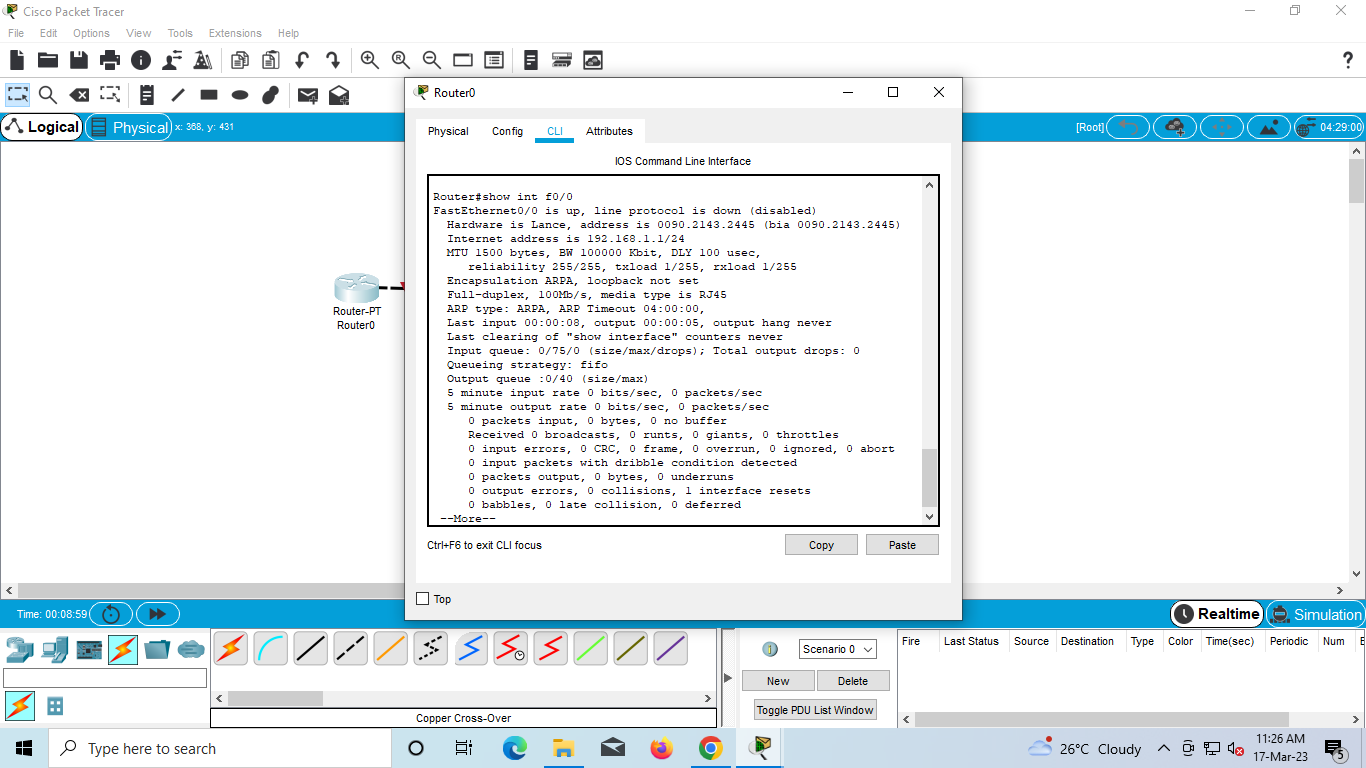 Cisco Packet Tracer
File Edit Options View Tools Extensions Help
?
Logical
Physical
x: 368, y: 431
[Root]
04:29:00
Router-PT
Router0
Router0
Physical Config CLI Attributes
IOS Command Line Interface
Router#show int f0/0
FastEthernet0/0 is up, line protocol is down (disabled)
Hardware is Lance, address is 0090.2143.2445 (bia 0090.2143.2445)
Internet address is 192.168.1.1/24
MTU 1500 bytes, BW 100000 Kbit, DLY 100 usec,
reliability 255/255, txload 1/255, rxload 1/255
Encapsulation ARPA, loopback not set
Full-duplex, 100Mb/s, media type is RJ45
ARP type: ARPA, ARP Timeout 04:00:00,
Last input 00:00:08, output 00:00:05, output hang never
Last clearing of "show interface" counters never
Input queue: 0/75/0 (size/max/drops); Total output drops: 0
Queueing strategy: fifo
Output queue :0/40 (size/max)
5 minute input rate 0 bits/sec, 0 packets/sec
5 minute output rate 0 bits/sec, 0 packets/sec
0 packets input, 0 bytes, 0 no buffer
Received 0 broadcasts, 0 runts, 0 giants, 0 throttles
0 input errors, 0 CRC, 0 frame, 0 overrun, 0 ignored, 0 abort
0 input packets with dribble condition detected
0 packets output, 0 bytes, 0 underruns
0 output errors, 0 collisions, 1 interface resets
0 babbles, 0 late collision, 0 deferred
--More--
Ctrl+F6 to exit CLI focus
Copy Paste
Top
Time: 00:08:59
Realtime
Simulation
Scenario 0
New Delete
Toggle PDU List Window
Fire Last Status Source Destination Type Color Time(sec) Periodic Num E
Copper Cross-Over
Type here to search
26°C Cloudy
11:26 AM
17-Mar-23
5